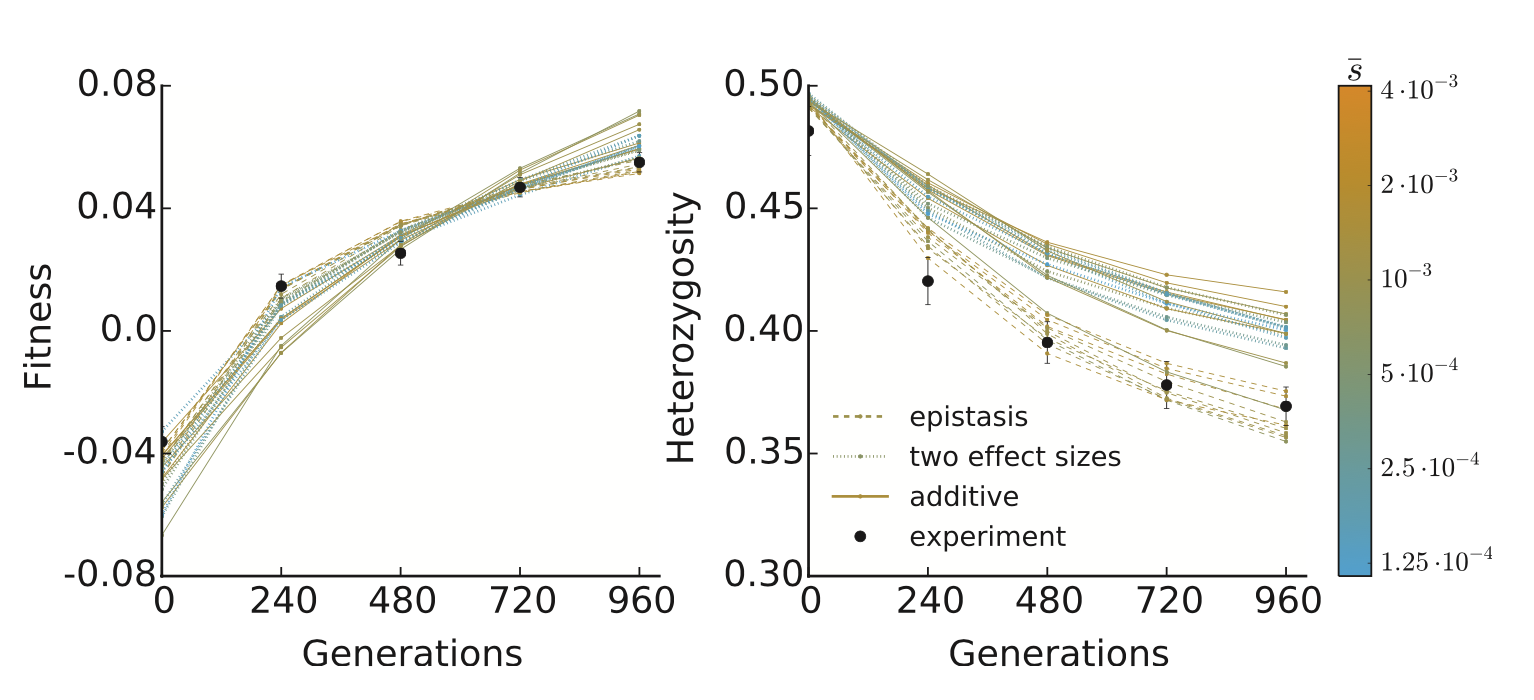 0.08
0.04
0.0
-0.04
-0.08
Fitness
0 240 480 720 960
Generations
0.50
0.45
0.40
0.35
0.30
Heterozygosity
epistasis
two effect sizes
additive
experiment
0 240 480 720 960
Generations
s̄
4·10⁻³
2·10⁻³
10⁻³
5·10⁻⁴
2.5·10⁻⁴
1.25·10⁻⁴